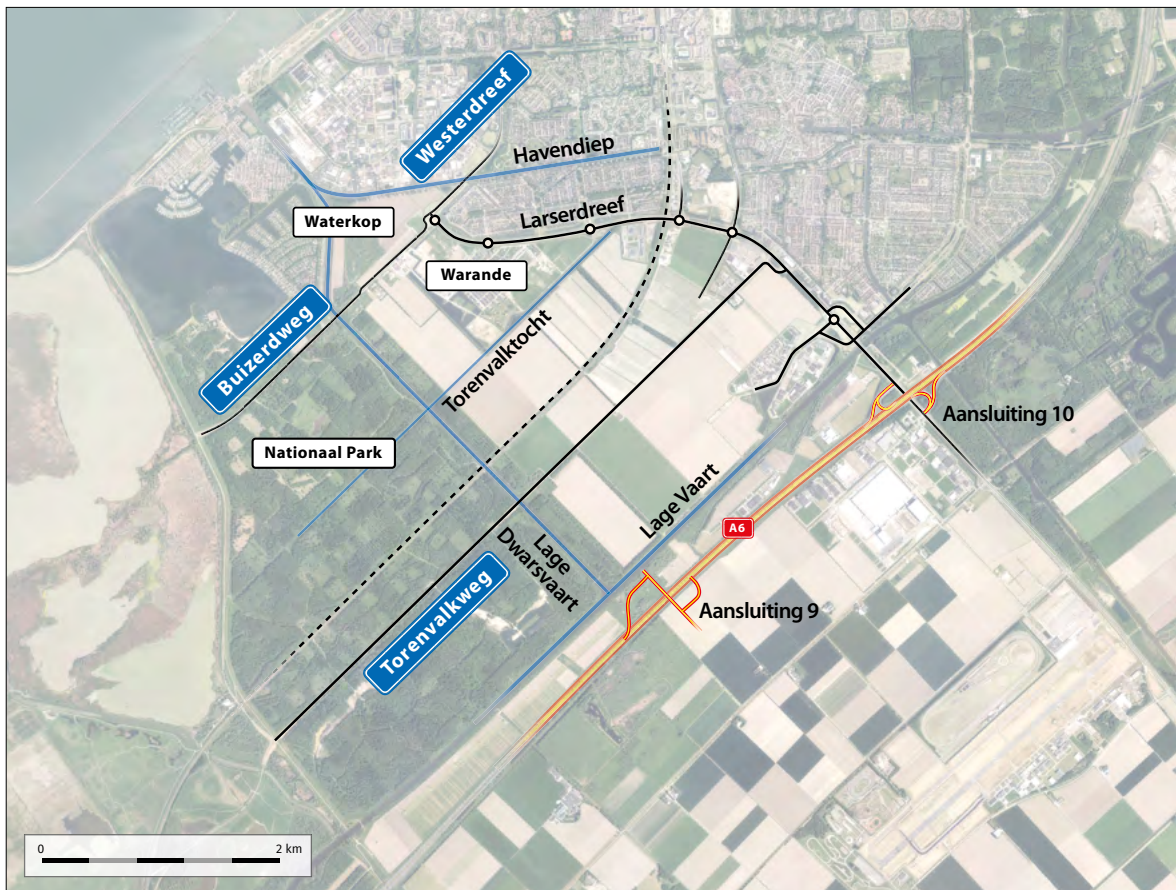 Westerdreef
Havendiep
Waterkop
Larserdreef
Warande
Buizerdweg
Torenvalktocht
Aansluiting 10
Nationaal Park
Lage Vaart
A6
Lage
Dwarsvaart
Aansluiting 9
Torenvalkweg
0
2 km